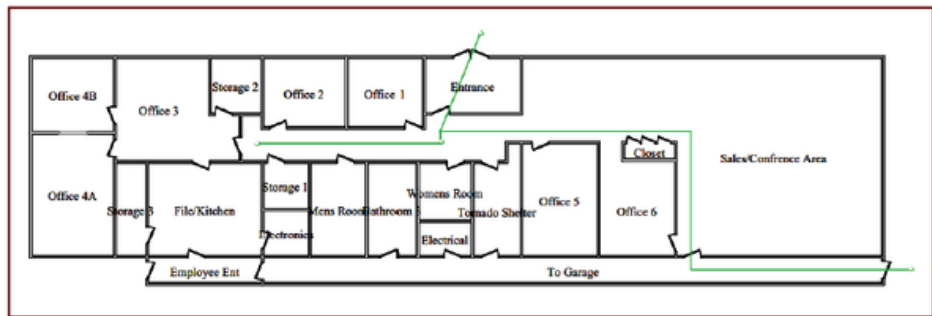 Office 4B
Office 3
Storage 2
Office 2
Office 1
Entrance
Office 4A
Storage 3
File/Kitchen
Storage 1
Electronics
Mens Room
Bathroom
Womens Room
Electrical
Tornado Shelter
Office 5
Closet
Office 6
Sales/Confrence Area
Employee Ent
To Garage